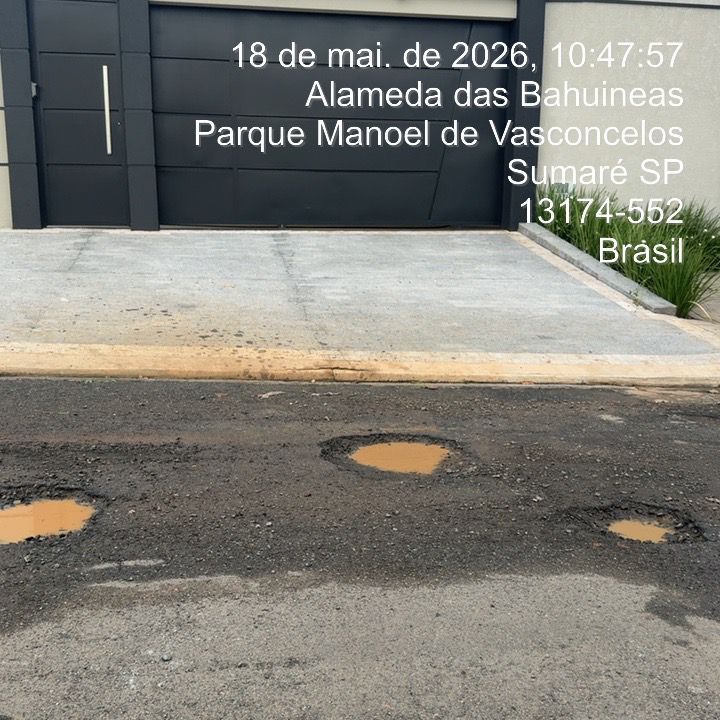 18 de mai. de 2026, 10:47:57
Alameda das Bahuineas
Parque Manoel de Vasconcelos
Sumaré SP
13174-552
Brasil